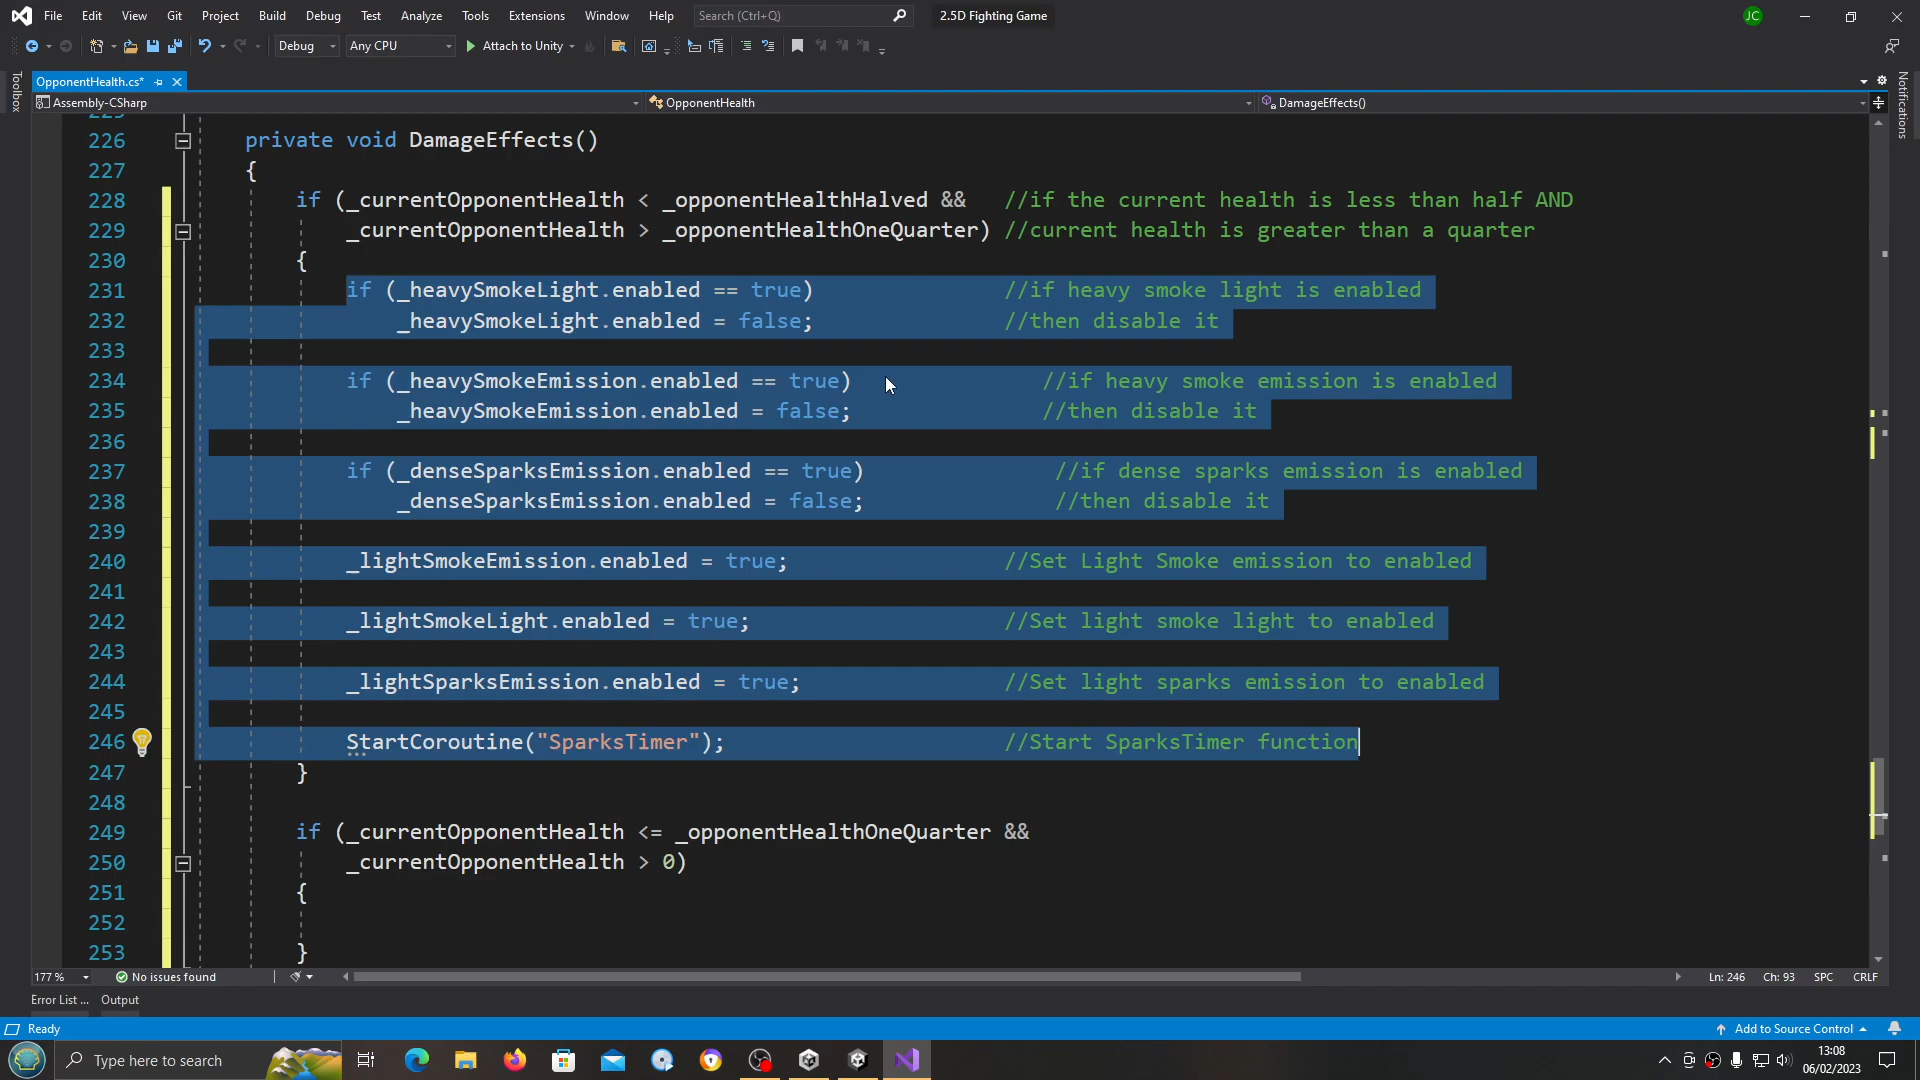 File Edit View Git Project Build Debug Test Analyze Tools Extensions Window Help Search (Ctrl+Q) 2.5D Fighting Game JC
Debug Any CPU Attach to Unity
Toolbox
OpponentHealth.cs*
Notifications
Assembly-CSharp OpponentHealth DamageEffects()
226 private void DamageEffects()
227 {
228 if (_currentOpponentHealth < _opponentHealthHalved && //if the current health is less than half AND
229 _currentOpponentHealth > _opponentHealthOneQuarter) //current health is greater than a quarter
230 {
231 if (_heavySmokeLight.enabled == true) //if heavy smoke light is enabled
232 _heavySmokeLight.enabled = false; //then disable it
233
234 if (_heavySmokeEmission.enabled == true) //if heavy smoke emission is enabled
235 _heavySmokeEmission.enabled = false; //then disable it
236
237 if (_denseSparksEmission.enabled == true) //if dense sparks emission is enabled
238 _denseSparksEmission.enabled = false; //then disable it
239
240 _lightSmokeEmission.enabled = true; //Set Light Smoke emission to enabled
241
242 _lightSmokeLight.enabled = true; //Set light smoke light to enabled
243
244 _lightSparksEmission.enabled = true; //Set light sparks emission to enabled
245
246 StartCoroutine("SparksTimer"); //Start SparksTimer function
247 }
248
249 if (_currentOpponentHealth <= _opponentHealthOneQuarter &&
250 _currentOpponentHealth > 0)
251 {
252
253 }
177 % No issues found Ln: 246 Ch: 93 SPC CRLF
Error List ... Output
Ready Add to Source Control
Type here to search 13:08
06/02/2023